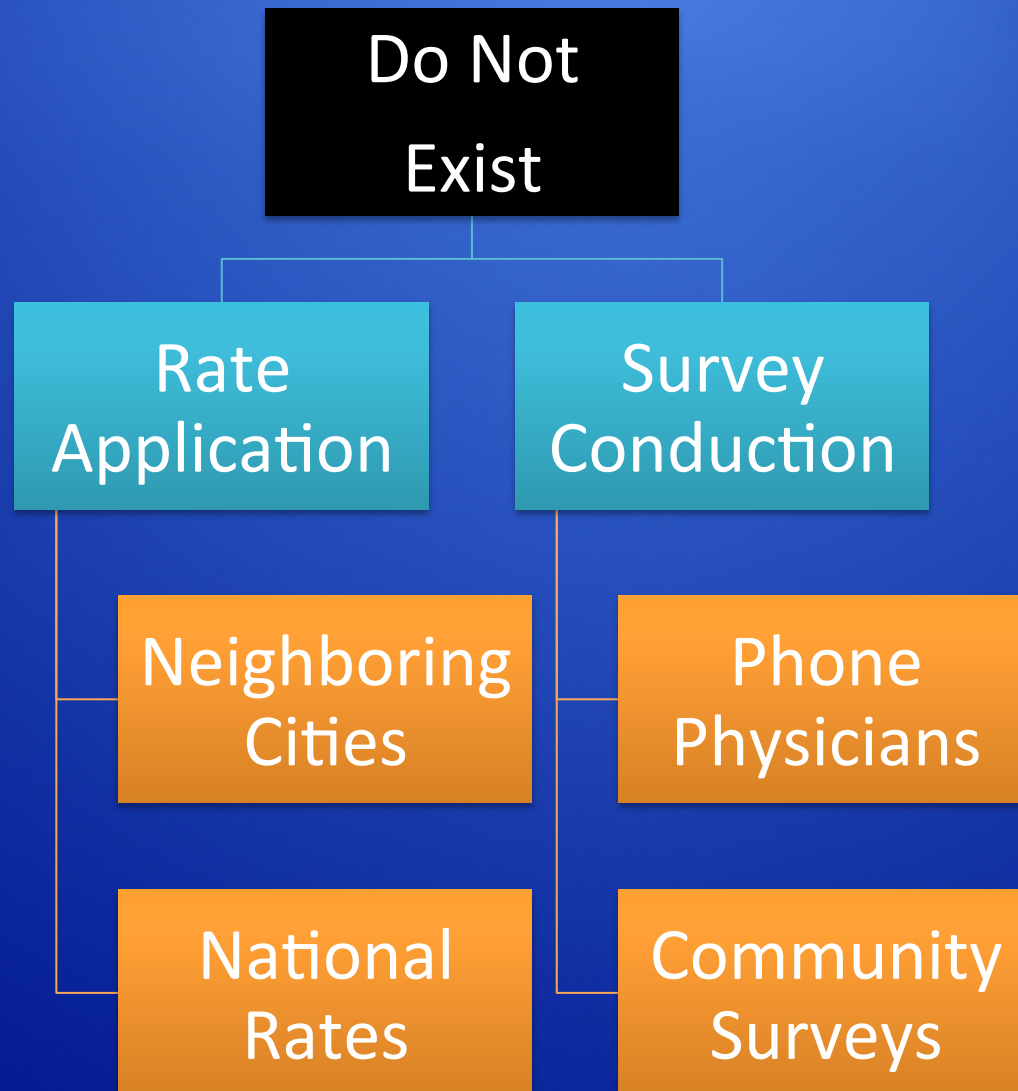 Do Not
Exist
Rate
Application
Survey
Conduction
Neighboring
Cities
Phone
Physicians
National
Rates
Community
Surveys